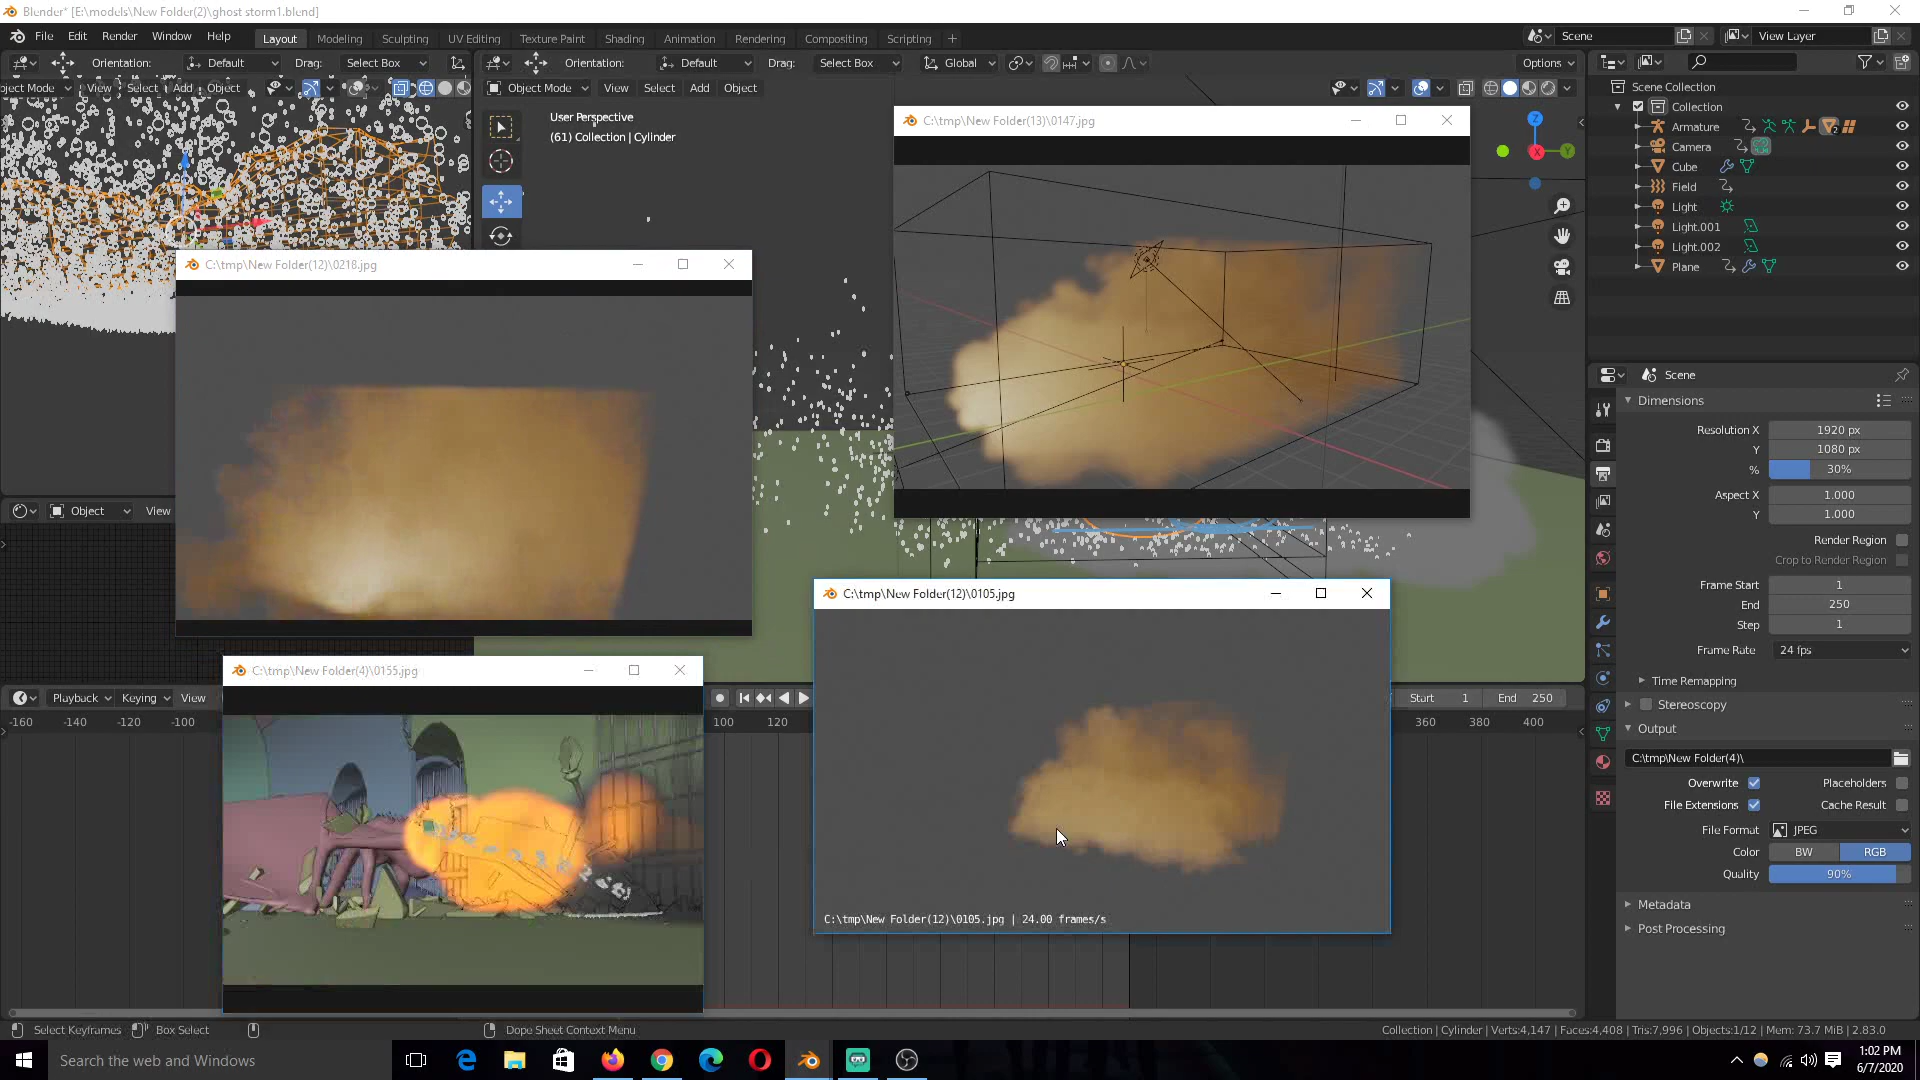 Blender* [E:\models\New Folder(2)\ghost storm1.blend]
File Edit Render Window Help Layout Modeling Sculpting UV Editing Texture Paint Shading Animation Rendering Compositing Scripting + Scene View Layer
Orientation: Default Drag: Select Box Orientation: Default Drag: Select Box Global Options
ject Mode View Select Add Object Object Mode View Select Add Object
User Perspective
(61) Collection | Cylinder
Scene Collection
Collection
Armature
2
Camera
Cube
Field
Light
Light.001
Light.002
Plane
Z
X
Y
C:\tmp\New Folder(13)\0147.jpg
C:\tmp\New Folder(12)\0218.jpg
Object View
C:\tmp\New Folder(12)\0105.jpg
C:\tmp\New Folder(12)\0105.jpg | 24.00 frames/s
C:\tmp\New Folder(4)\0155.jpg
Playback Keying View Start 1 End 250
-160 -140 -120 -100 100 120 360 380 400
Scene
Dimensions
Resolution X 1920 px
Y 1080 px
% 30%
Aspect X 1.000
Y 1.000
Render Region
Crop to Render Region
Frame Start 1
End 250
Step 1
Frame Rate 24 fps
Time Remapping
Stereoscopy
Output
C:\tmp\New Folder(4)\
Overwrite Placeholders
File Extensions Cache Result
File Format JPEG
Color BW RGB
Quality 90%
Metadata
Post Processing
Select Keyframes Box Select Dope Sheet Context Menu Collection | Cylinder | Verts:4,147 | Faces:4,408 | Tris:7,996 | Objects:1/12 | Mem: 73.7 MiB | 2.83.0
Search the web and Windows
1:02 PM
6/7/2020